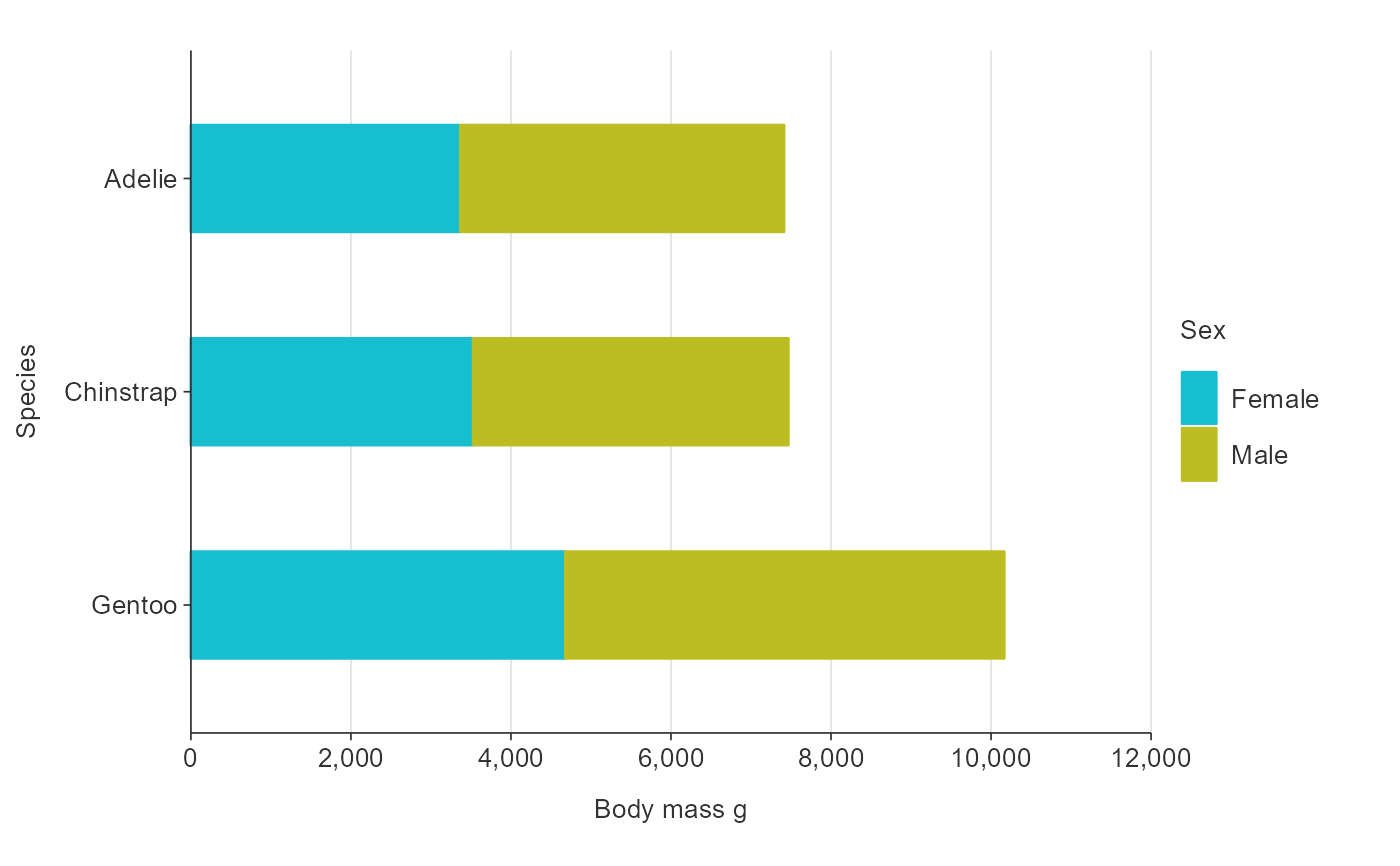 Adelie
Chinstrap
Gentoo
Species
0 2,000 4,000 6,000 8,000 10,000 12,000
Body mass g
Sex
Female
Male